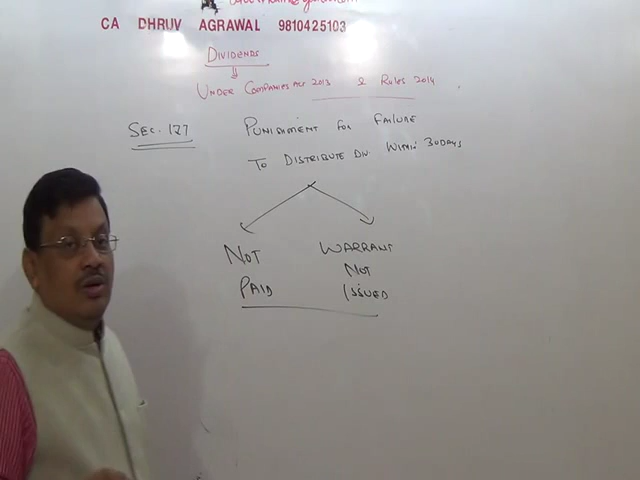 CA DHRUV AGRAWAL 9810425103
DIVIDENDS
UNDER COMPANIES ACT 2013 & RULES 2014
SEC. 127 PUNISHMENT FOR FAILURE
TO DISTRIBUTE DIV. WITHIN 30 DAYS
NOT PAID
WARRANT NOT ISSUED